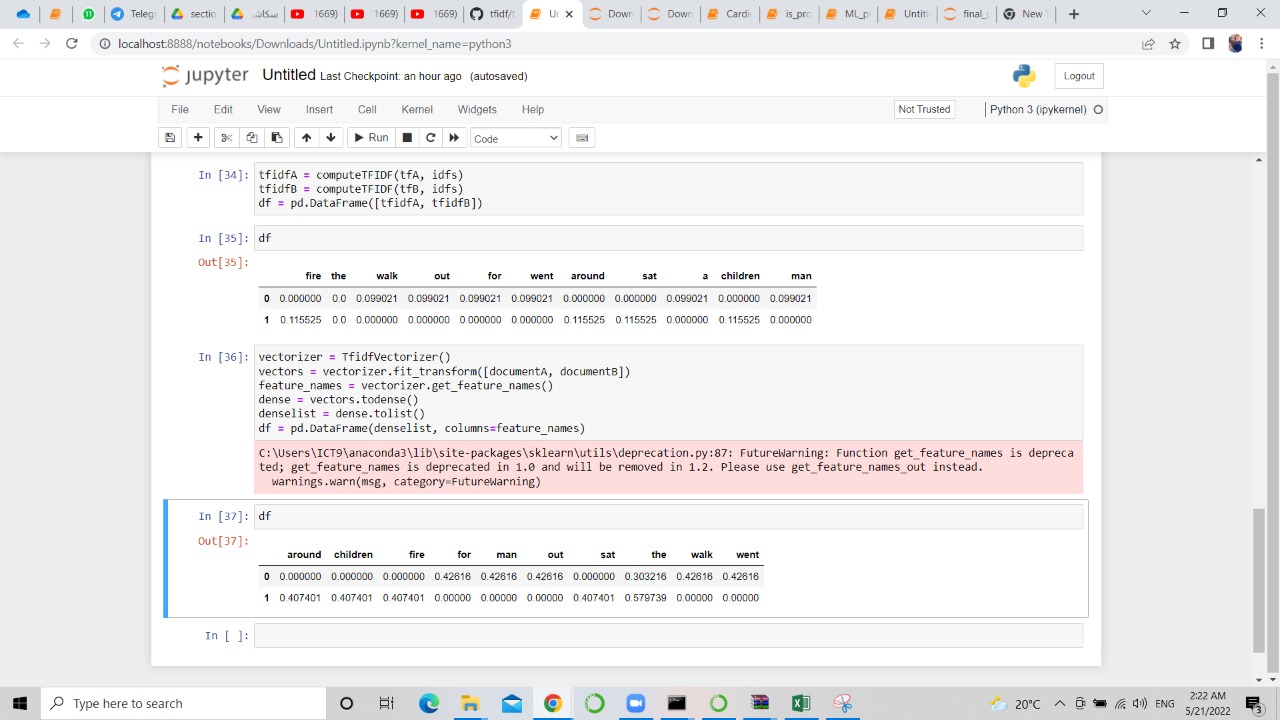 Telegr
sectio
سكاشن
1669)
1669)
1669)
tfidf/t
Un
Down
Down
Cardio
is_pro
ML_pr
Untitl
final_p
New T
localhost:8888/notebooks/Downloads/Untitled.ipynb?kernel_name=python3
jupyter Untitled Last Checkpoint: an hour ago (autosaved)
Logout
File Edit View Insert Cell Kernel Widgets Help
Not Trusted
Python 3 (ipykernel)
Run
Code
In [34]: tfidfA = computeTFIDF(tfA, idfs)
tfidfB = computeTFIDF(tfB, idfs)
df = pd.DataFrame([tfidfA, tfidfB])
In [35]: df
Out[35]:
fire the walk out for went around sat a children man
0 0.000000 0.0 0.099021 0.099021 0.099021 0.099021 0.000000 0.000000 0.099021 0.000000 0.099021
1 0.115525 0.0 0.000000 0.000000 0.000000 0.000000 0.115525 0.115525 0.000000 0.115525 0.000000
In [36]: vectorizer = TfidfVectorizer()
vectors = vectorizer.fit_transform([documentA, documentB])
feature_names = vectorizer.get_feature_names()
dense = vectors.todense()
denselist = dense.tolist()
df = pd.DataFrame(denselist, columns=feature_names)
C:\Users\ICT9\anaconda3\lib\site-packages\sklearn\utils\deprecation.py:87: FutureWarning: Function get_feature_names is depreca
ted; get_feature_names is deprecated in 1.0 and will be removed in 1.2. Please use get_feature_names_out instead.
warnings.warn(msg, category=FutureWarning)
In [37]: df
Out[37]:
around children fire for man out sat the walk went
0 0.000000 0.000000 0.000000 0.42616 0.42616 0.42616 0.000000 0.303216 0.42616 0.42616
1 0.407401 0.407401 0.407401 0.00000 0.00000 0.00000 0.407401 0.579739 0.00000 0.00000
In [ ]:
Type here to search
20°C
ENG
2:22 AM
5/21/2022
3